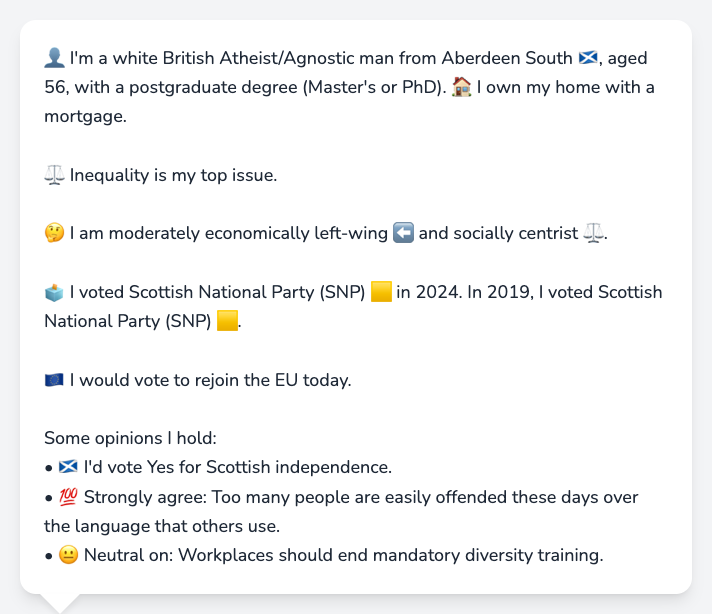 👤 I'm a white British Atheist/Agnostic man from Aberdeen South 🏴󠁧󠁢󠁳󠁣󠁴󠁿, aged
56, with a postgraduate degree (Master's or PhD). 🏠 I own my home with a
mortgage.
⚖️ Inequality is my top issue.
🤔 I am moderately economically left-wing ⬅️ and socially centrist ⚖️.
🗳️ I voted Scottish National Party (SNP) 🟨 in 2024. In 2019, I voted Scottish
National Party (SNP) 🟨.
🇪🇺 I would vote to rejoin the EU today.
Some opinions I hold:
• 🏴󠁧󠁢󠁳󠁣󠁴󠁿 I'd vote Yes for Scottish independence.
• 💯 Strongly agree: Too many people are easily offended these days over
the language that others use.
• 😐 Neutral on: Workplaces should end mandatory diversity training.